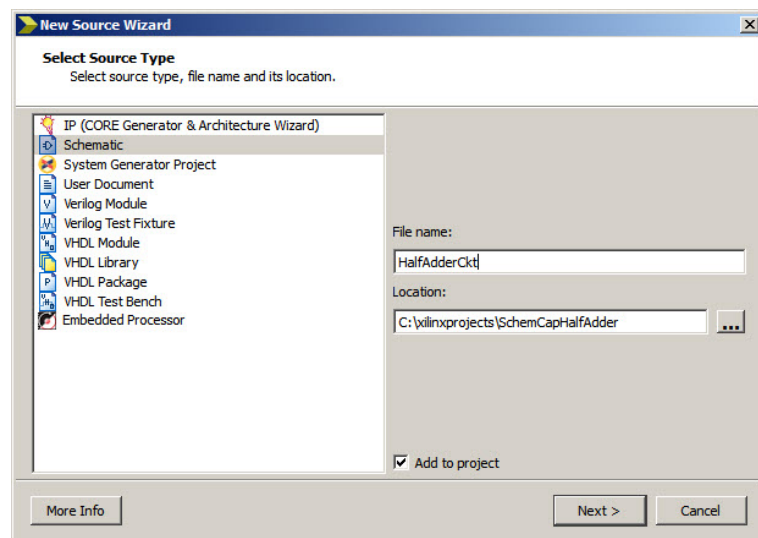 New Source Wizard
Select Source Type
Select source type, file name and its location.
IP (CORE Generator & Architecture Wizard)
Schematic
System Generator Project
User Document
Verilog Module
Verilog Test Fixture
VHDL Module
VHDL Library
VHDL Package
VHDL Test Bench
Embedded Processor
File name:
HalfAdderCkt
Location:
C:\xilinxprojects\SchemCapHalfAdder
...
Add to project
More Info
Next >
Cancel